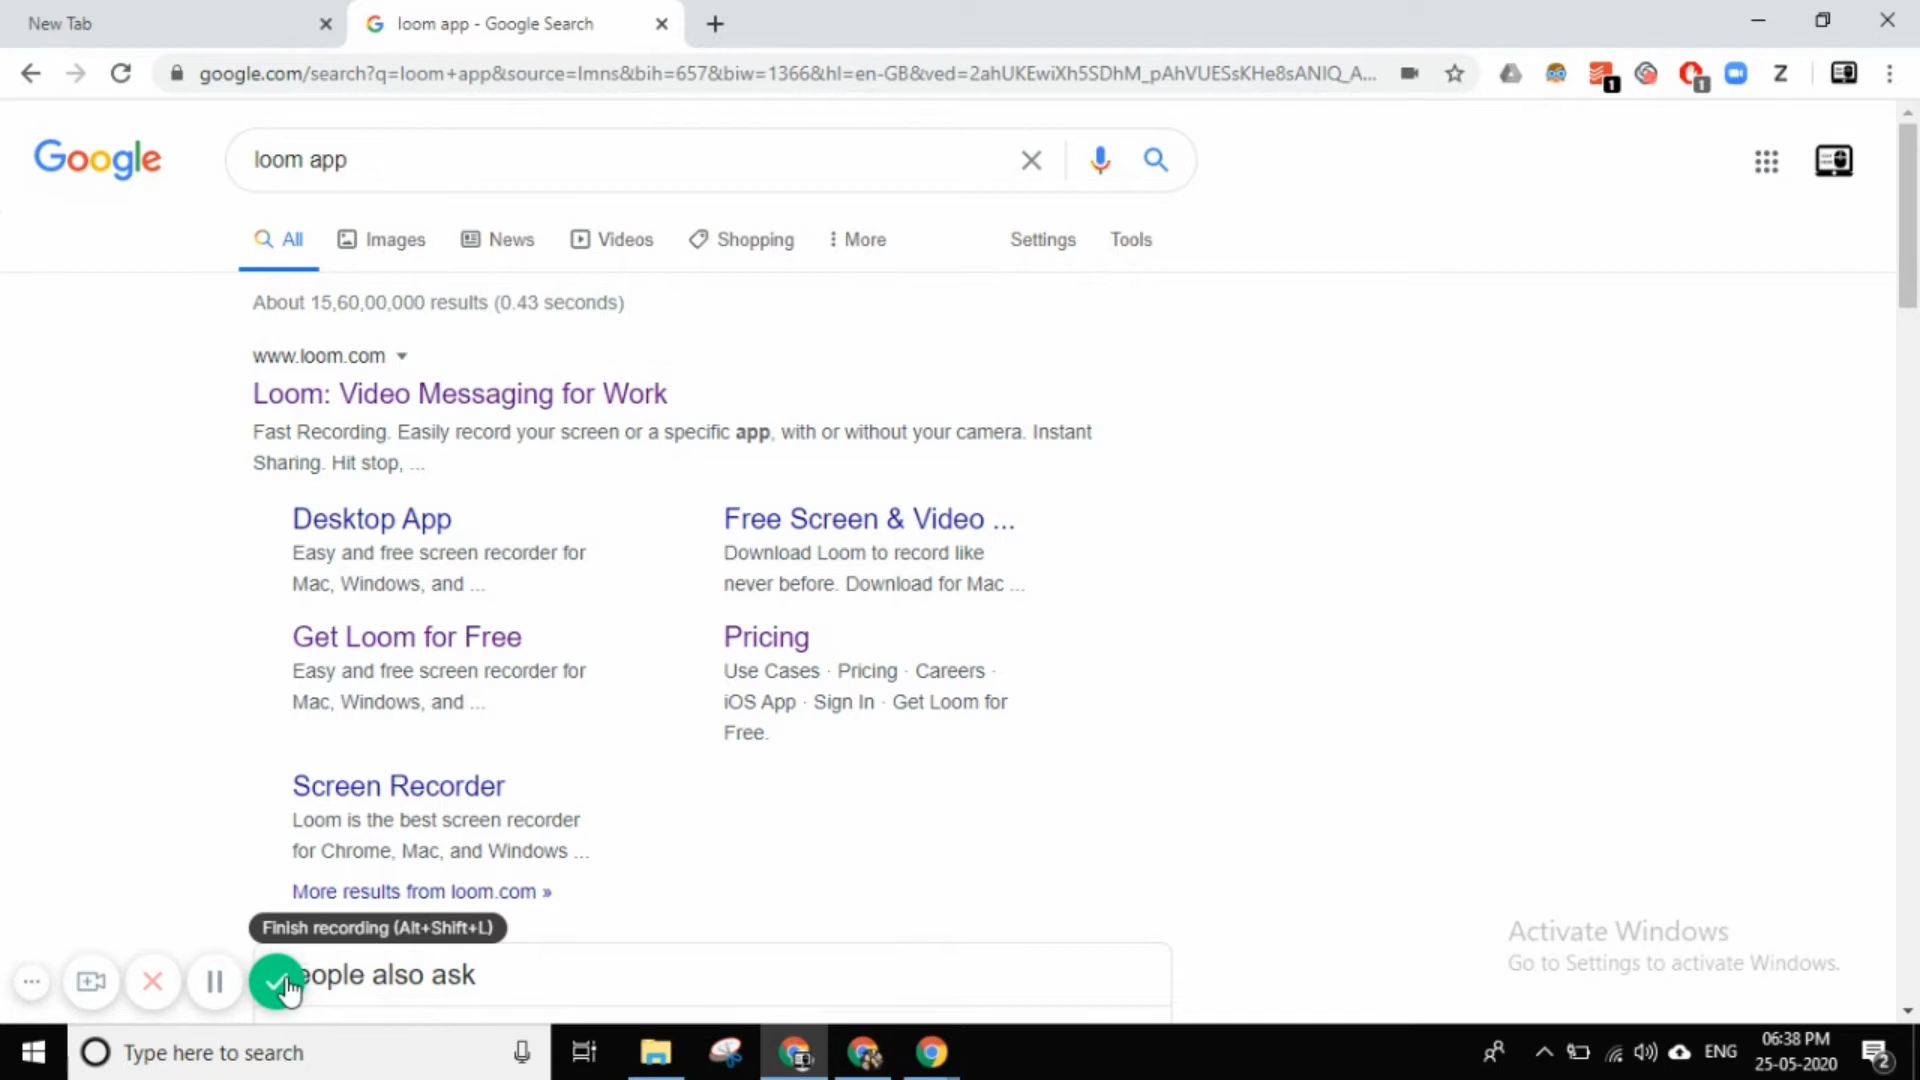 New Tab
loom app - Google Search
google.com/search?q=loom+app&source=lmns&bih=657&biw=1366&hl=en-GB&ved=2ahUKEwiXh5SDhM_pAhVUESsKHe8sANIQ_A...
1
1
Z
Google
loom app
All
Images
News
Videos
Shopping
More
Settings
Tools
About 15,60,00,000 results (0.43 seconds)
www.loom.com
Loom: Video Messaging for Work
Fast Recording. Easily record your screen or a specific app, with or without your camera. Instant
Sharing. Hit stop, ...
Desktop App
Easy and free screen recorder for
Mac, Windows, and ...
Free Screen & Video ...
Download Loom to record like
never before. Download for Mac ...
Get Loom for Free
Easy and free screen recorder for
Mac, Windows, and ...
Pricing
Use Cases · Pricing · Careers ·
iOS App · Sign In · Get Loom for
Free.
Screen Recorder
Loom is the best screen recorder
for Chrome, Mac, and Windows ...
More results from loom.com »
Finish recording (Alt+Shift+L)
eople also ask
Activate Windows
Go to Settings to activate Windows.
Type here to search
ENG
06:38 PM
25-05-2020
2